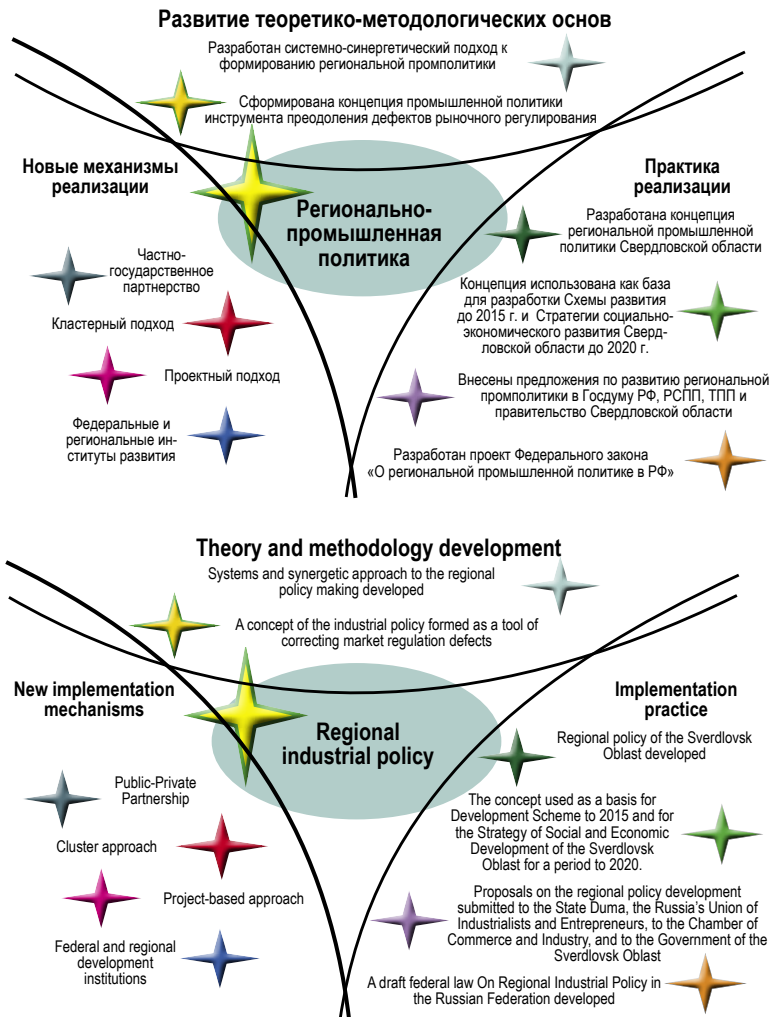 Развитие теоретико-методологических основ
Разработан системно-синергетический подход к
формированию региональной промполитики
Сформирована концепция промышленной политики
инструмента преодоления дефектов рыночного регулирования
Новые механизмы
реализации
Регионально-
промышленная
политика
Практика
реализации
Частно-
государственное
партнерство
Кластерный подход
Проектный подход
Федеральные и
региональные ин-
ституты развития
Разработана концепция
региональной промышленной
политики Свердловской области
Концепция использована как база
для разработки Схемы развития
до 2015 г. и Стратегии социально-
экономического развития Сверд-
ловской области до 2020 г.
Внесены предложения по развитию региональной
промполитики в Госдуму РФ, РСПП, ТПП и
правительство Свердловской области
Разработан проект Федерального закона
«О региональной промышленной политике в РФ»
Theory and methodology development
Systems and synergetic approach to the regional
policy making developed
A concept of the industrial policy formed as a tool of
correcting market regulation defects
New implementation
mechanisms
Regional
industrial policy
Implementation
practice
Public-Private
Partnership
Cluster approach
Project-based approach
Federal and regional
development
institutions
Regional policy of the Sverdlovsk
Oblast developed
The concept used as a basis for
Development Scheme to 2015 and for
the Strategy of Social and Economic
Development of the Sverdlovsk
Oblast for a period to 2020.
Proposals on the regional policy development
submitted to the State Duma, the Russia's Union of
Industrialists and Entrepreneurs, to the Chamber of
Commerce and Industry, and to the Government of the
Sverdlovsk Oblast
A draft federal law On Regional Industrial Policy in
the Russian Federation developed